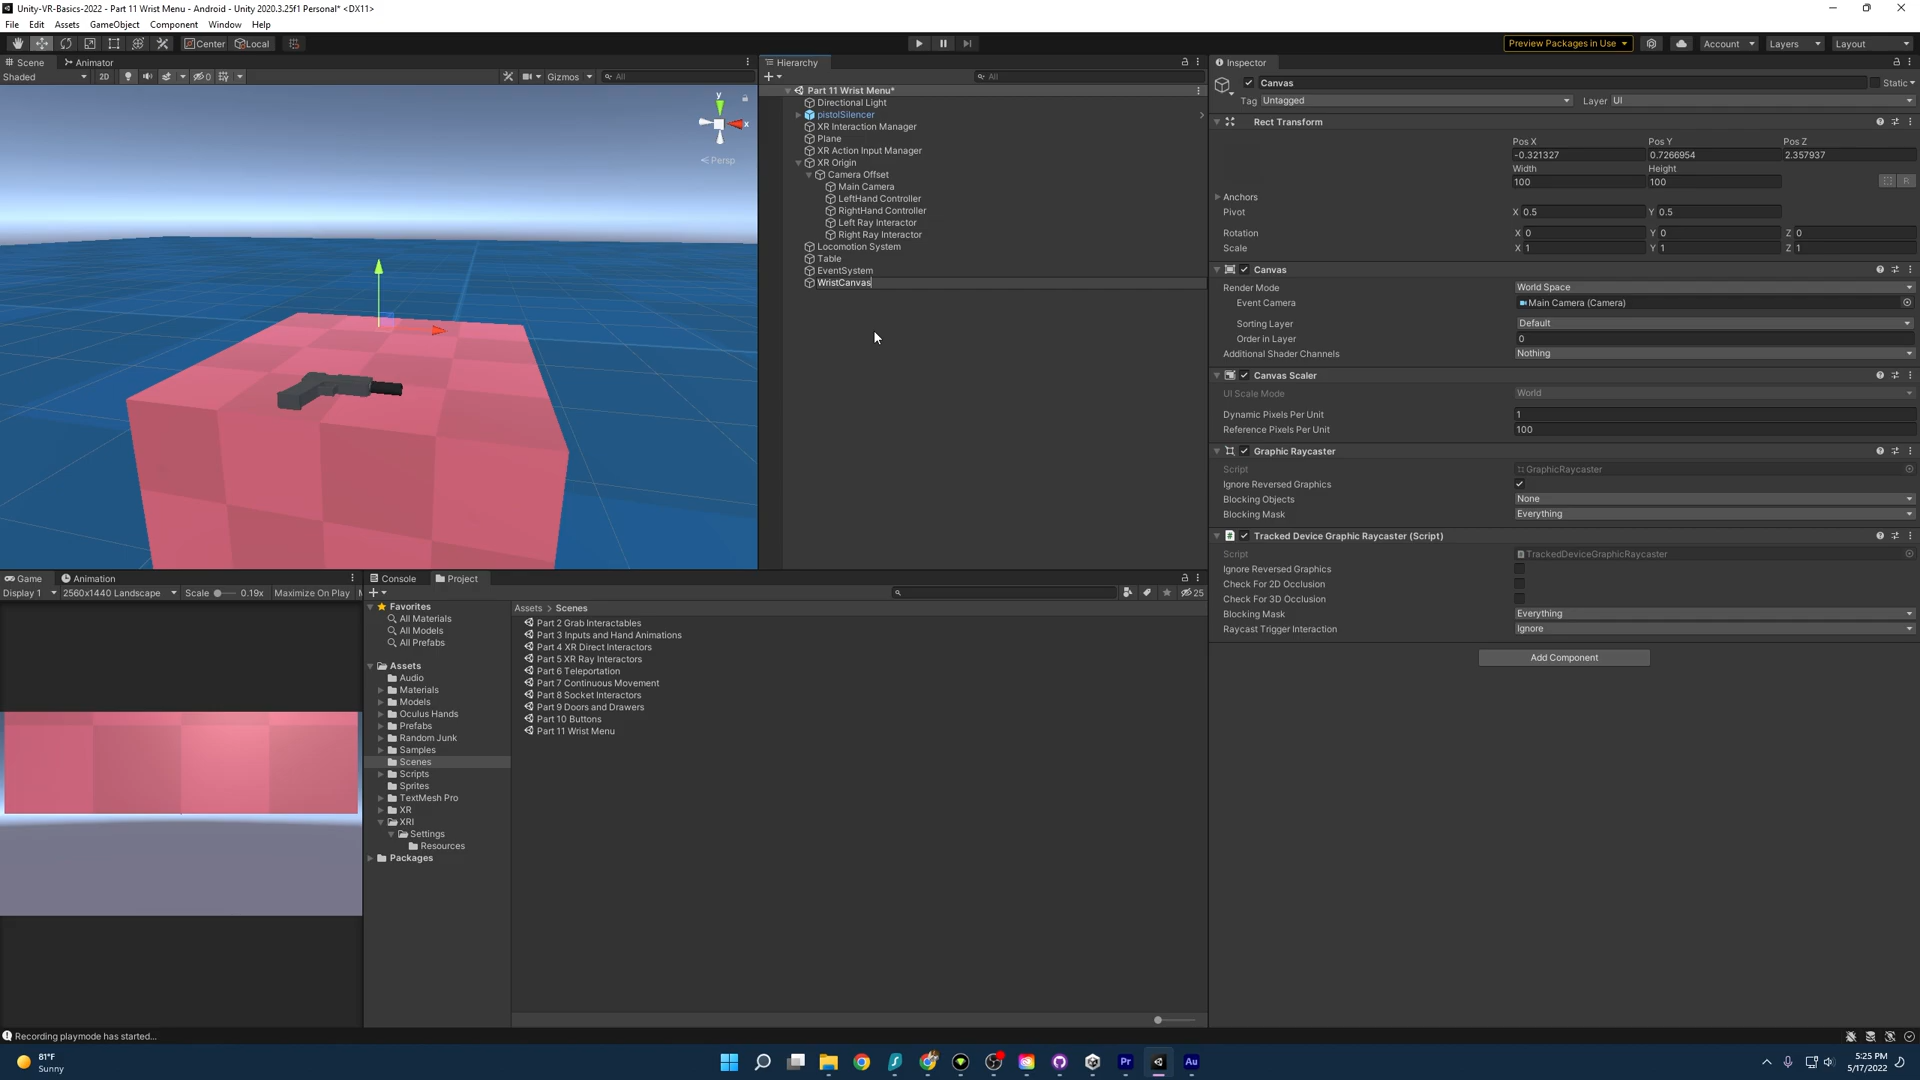 Unity-VR-Basics-2022 - Part 11 Wrist Menu - Android - Unity 2020.3.25f1 Personal* <DX11>
File Edit Assets GameObject Component Window Help
Center Local
Preview Packages in Use Account Layers Layout
Scene Animator
Shaded 2D 0 Gizmos All
y
x
Persp
Hierarchy
All
Part 11 Wrist Menu*
Directional Light
pistolSilencer
XR Interaction Manager
Plane
XR Action Input Manager
XR Origin
Camera Offset
Main Camera
LeftHand Controller
RightHand Controller
Left Ray Interactor
Right Ray Interactor
Locomotion System
Table
EventSystem
WristCanvas
Inspector
Canvas Static
Tag Untagged Layer UI
Rect Transform
Pos X Pos Y Pos Z
-0.321327 0.7266954 2.357937
Width Height
100 100
R
Anchors
Pivot X 0.5 Y 0.5
Rotation X 0 Y 0 Z 0
Scale X 1 Y 1 Z 1
Canvas
Render Mode World Space
Event Camera Main Camera (Camera)
Sorting Layer Default
Order in Layer 0
Additional Shader Channels Nothing
Canvas Scaler
UI Scale Mode World
Dynamic Pixels Per Unit 1
Reference Pixels Per Unit 100
Graphic Raycaster
Script GraphicRaycaster
Ignore Reversed Graphics
Blocking Objects None
Blocking Mask Everything
Tracked Device Graphic Raycaster (Script)
Script TrackedDeviceGraphicRaycaster
Ignore Reversed Graphics
Check For 2D Occlusion
Check For 3D Occlusion
Blocking Mask Everything
Raycast Trigger Interaction Ignore
Add Component
Game Animation
Display 1 2560x1440 Landscape Scale 0.19x Maximize On Play
Console Project
25
Favorites
All Materials
All Models
All Prefabs
Assets
Audio
Materials
Models
Oculus Hands
Prefabs
Random Junk
Samples
Scenes
Scripts
Sprites
TextMesh Pro
XR
XRI
Settings
Resources
Packages
Assets > Scenes
Part 2 Grab Interactables
Part 3 Inputs and Hand Animations
Part 4 XR Direct Interactors
Part 5 XR Ray Interactors
Part 6 Teleportation
Part 7 Continuous Movement
Part 8 Socket Interactors
Part 9 Doors and Drawers
Part 10 Buttons
Part 11 Wrist Menu
Recording playmode has started...
81°F
Sunny
Pr Au
5:25 PM
5/17/2022